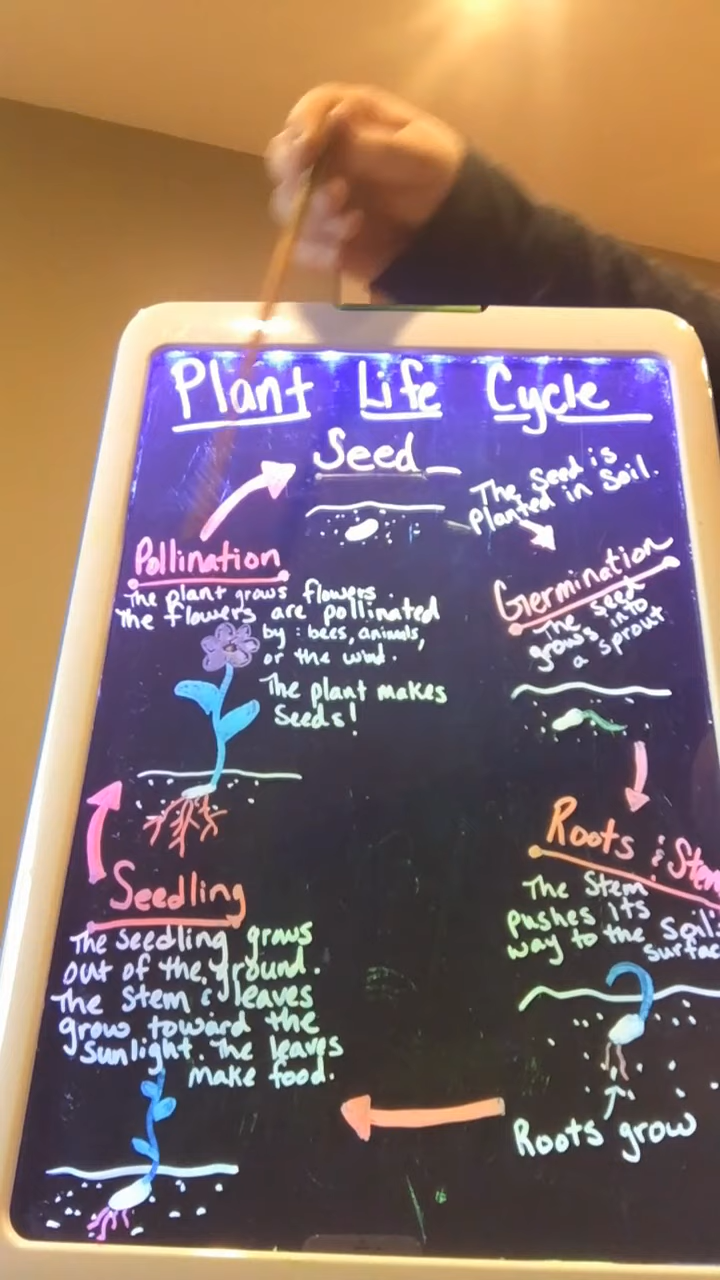 Plant Life Cycle
Seed
The seed is
planted in soil.
Germination
The seed
grows into
a sprout
Roots & Stem
The Stem
pushes its
way to the soil's
surfac
Roots grow
Seedling
The seedling grows
out of the ground.
The stem & leaves
grow toward the
sunlight. The leaves
make food.
Pollination
The plant grows flowers.
The flowers are pollinated
by: bees, animals,
or the wind.
The plant makes
Seeds!